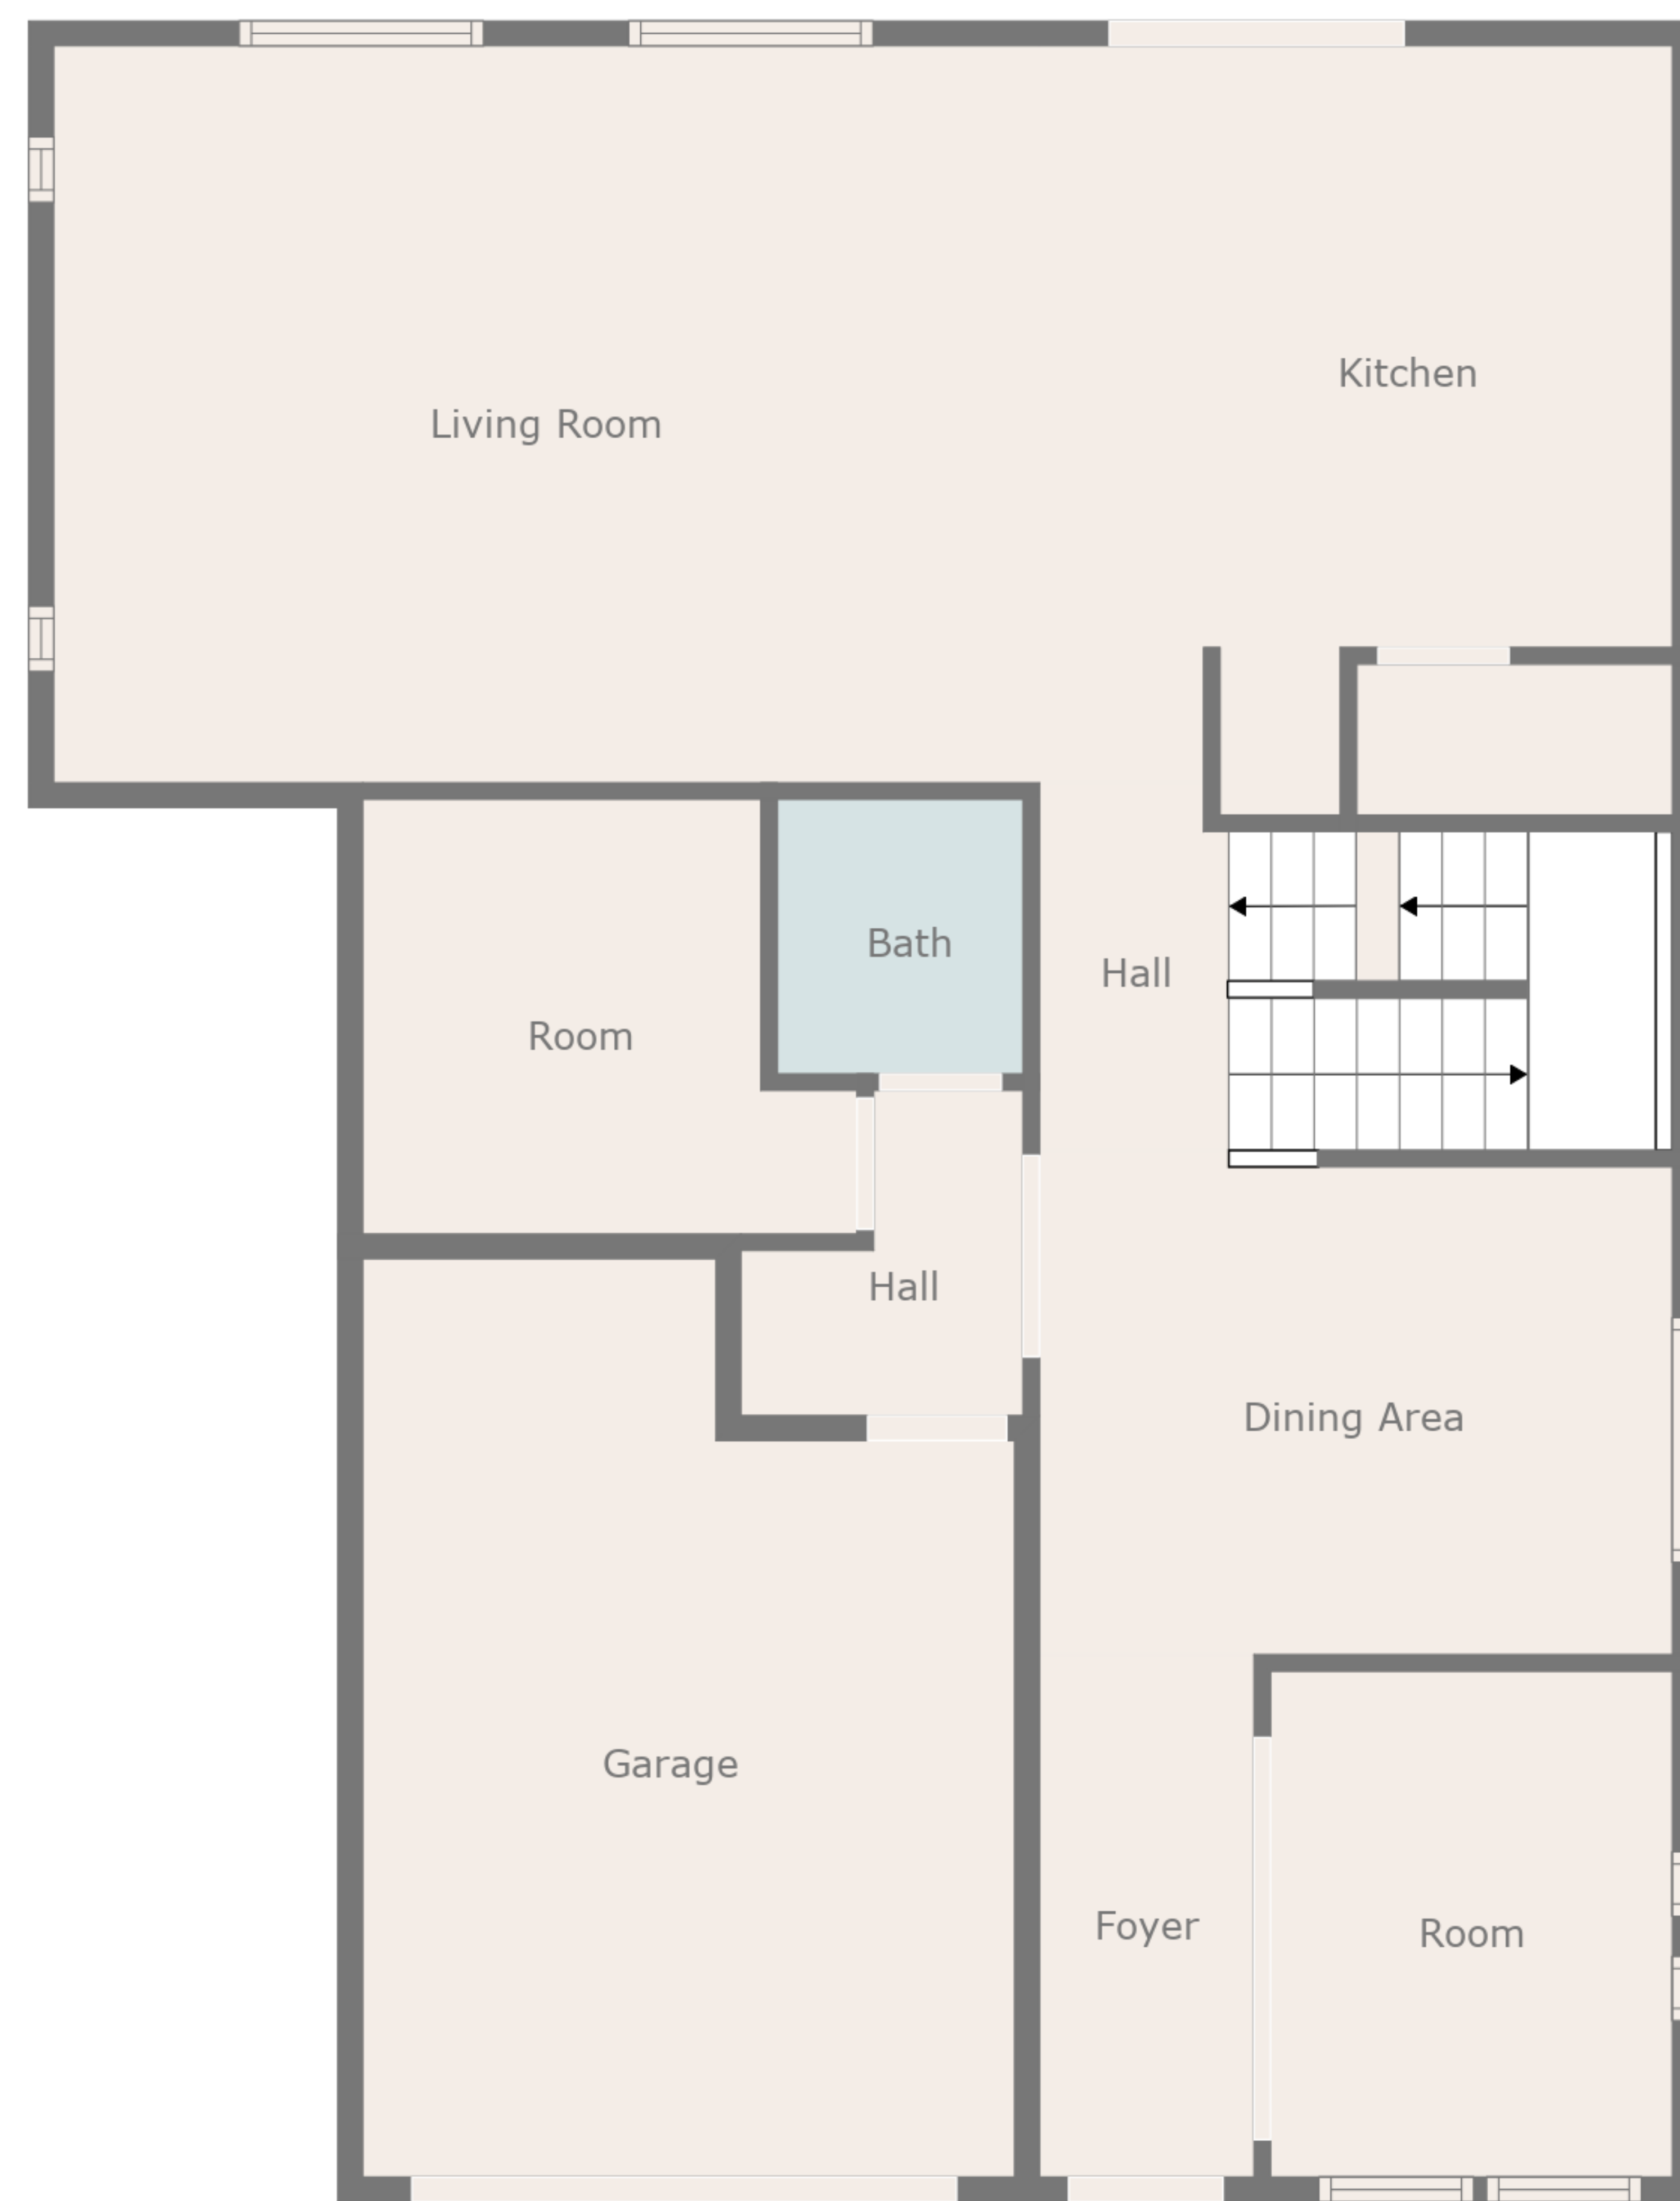 Kitchen
Living Room
Bath
Hall
Room
Hall
Dining Area
Garage
Foyer
Room